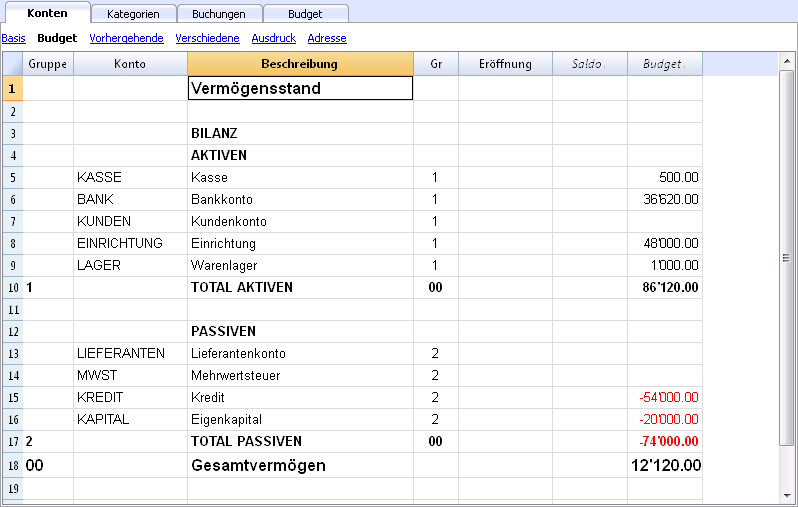 Konten Kategorien Buchungen Budget
Basis Budget Vorhergehende Verschiedene Ausdruck Adresse
Gruppe Konto Beschreibung Gr Eröffnung Saldo Budget
1 Vermögensstand
2
3 BILANZ
4 AKTIVEN
5 KASSE Kasse 1 500.00
6 BANK Bankkonto 1 36'620.00
7 KUNDEN Kundenkonto 1
8 EINRICHTUNG Einrichtung 1 48'000.00
9 LAGER Warenlager 1 1'000.00
10 1 TOTAL AKTIVEN 00 86'120.00
11
12 PASSIVEN
13 LIEFERANTEN Lieferantenkonto 2
14 MWST Mehrwertsteuer 2
15 KREDIT Kredit 2 -54'000.00
16 KAPITAL Eigenkapital 2 -20'000.00
17 2 TOTAL PASSIVEN 00 -74'000.00
18 00 Gesamtvermögen 12'120.00
19